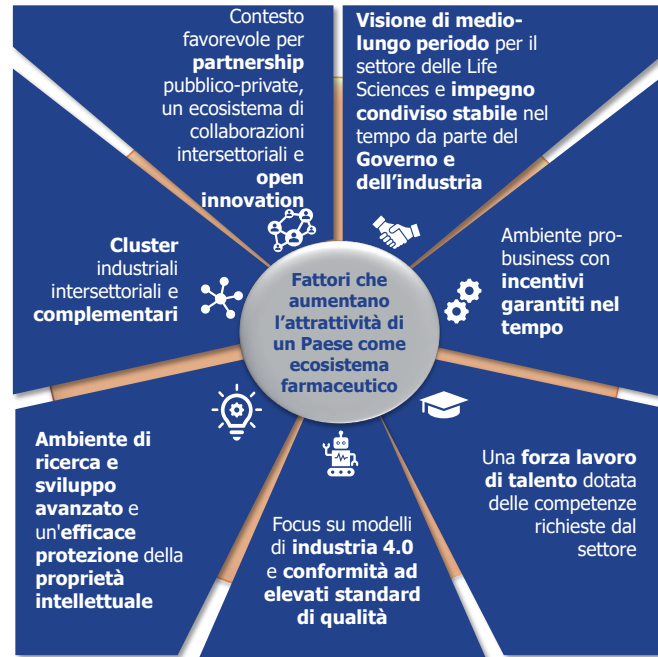 Contesto
favorevole per
partnership
pubblico-private,
un ecosistema di
collaborazioni
intersettoriali e
open
innovation
Visione di medio-
lungo periodo per il
settore delle Life
Sciences e impegno
condiviso stabile nel
tempo da parte del
Governo e
dell'industria
Cluster
industriali
intersettoriali e
complementari
Fattori che
aumentano
l'attrattività di
un Paese come
ecosistema
farmaceutico
Ambiente pro-
business con
incentivi
garantiti nel
tempo
Ambiente di
ricerca e
sviluppo
avanzato e
un'efficace
protezione della
proprietà
intellettuale
Focus su modelli
di industria 4.0
e conformità ad
elevati standard
di qualità
Una forza lavoro
di talento dotata
delle competenze
richieste dal
settore